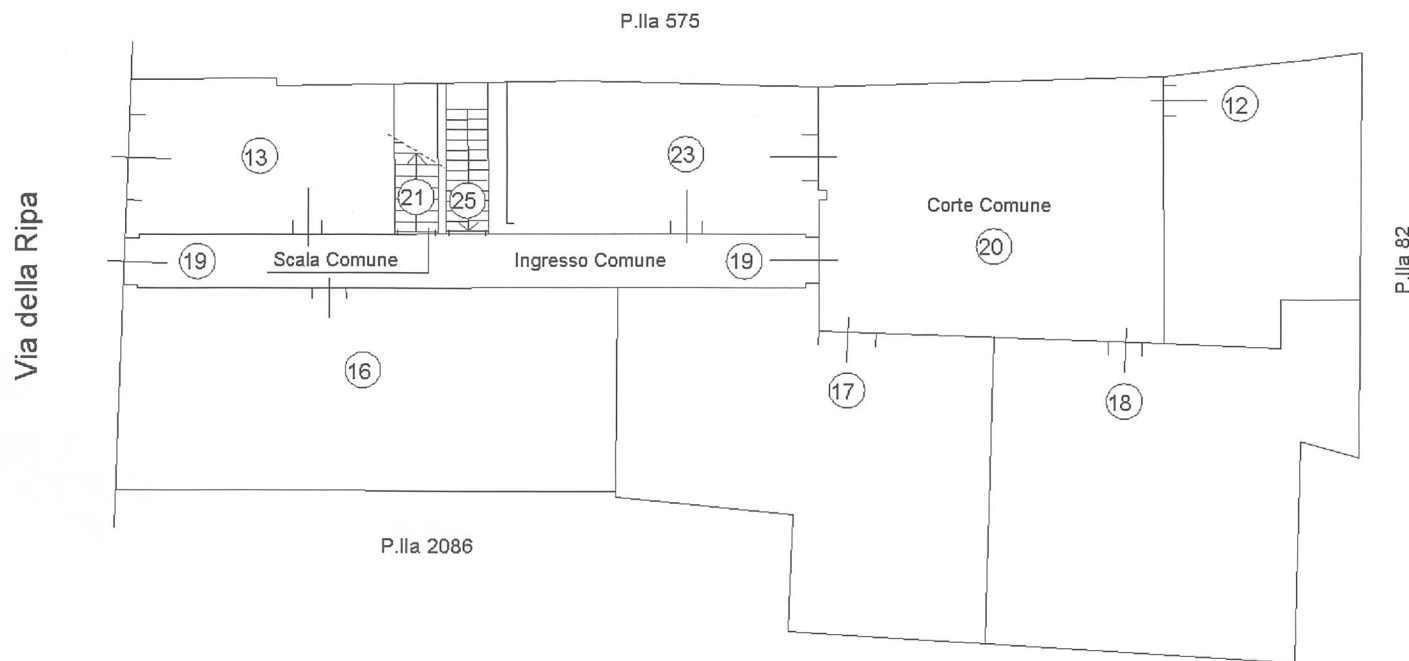 P.lla 575
12
13
23
21
25
Via della Ripa
Corte Comune
20
P.lla 82
19
Scala Comune
Ingresso Comune
19
16
17
18
P.lla 2086